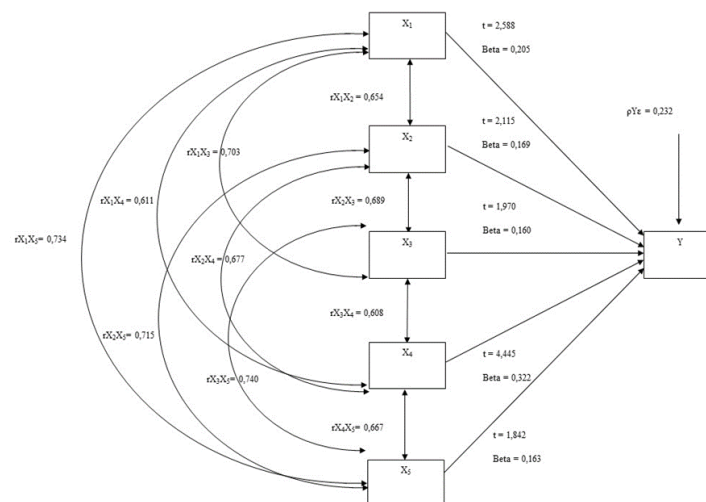 X1
t = 2,588
Beta = 0,205
rX1X2 = 0,654
t = 2,115
ρYε = 0,232
X2
Beta = 0,169
rX1X3 = 0,703
rX1X4 = 0,611
rX2X3 = 0,689
t = 1,970
Beta = 0,160
rX1X5= 0,734
X3
Y
rX2X4 = 0,677
rX3X4 = 0,608
rX2X5= 0,715
X4
t = 4,445
rX3X5= 0,740
Beta = 0,322
rX4X5= 0,667
t = 1,842
Beta = 0,163
X5